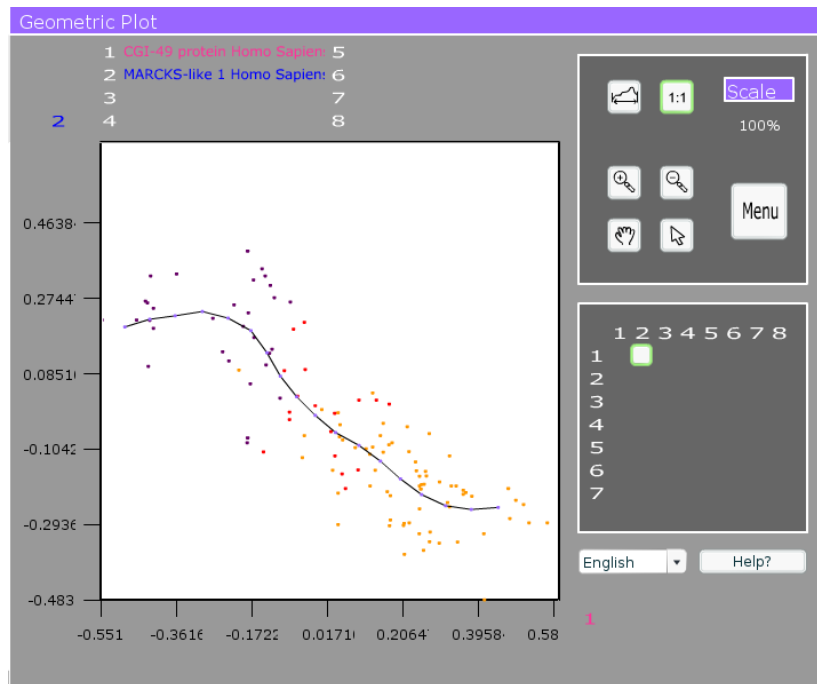 Geometric Plot
1 CGI-49 protein Homo Sapiens 5
2 MARCKS-like 1 Homo Sapiens 6
3 7
2 4 8
1:1
Scale
100%
Menu
0.4638
0.2744
0.0851
-0.1042
-0.2936
-0.483
-0.551 -0.3616 -0.1722 0.0171 0.2064 0.3958 0.58
1 2 3 4 5 6 7 8
1
2
3
4
5
6
7
English
Help?
1